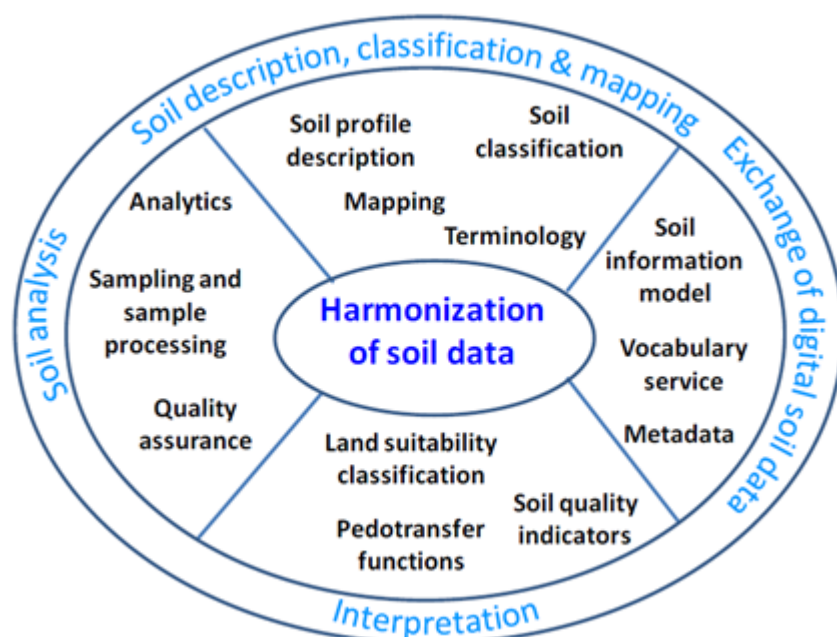 Soil description, classification & mapping
Soil profile
description
Soil
classification
Mapping
Terminology
Exchange of digital soil data
Soil
information
model
Vocabulary
service
Metadata
Harmonization
of soil data
Soil analysis
Analytics
Sampling and
sample
processing
Quality
assurance
Land suitability
classification
Soil quality
indicators
Pedotransfer
functions
Interpretation